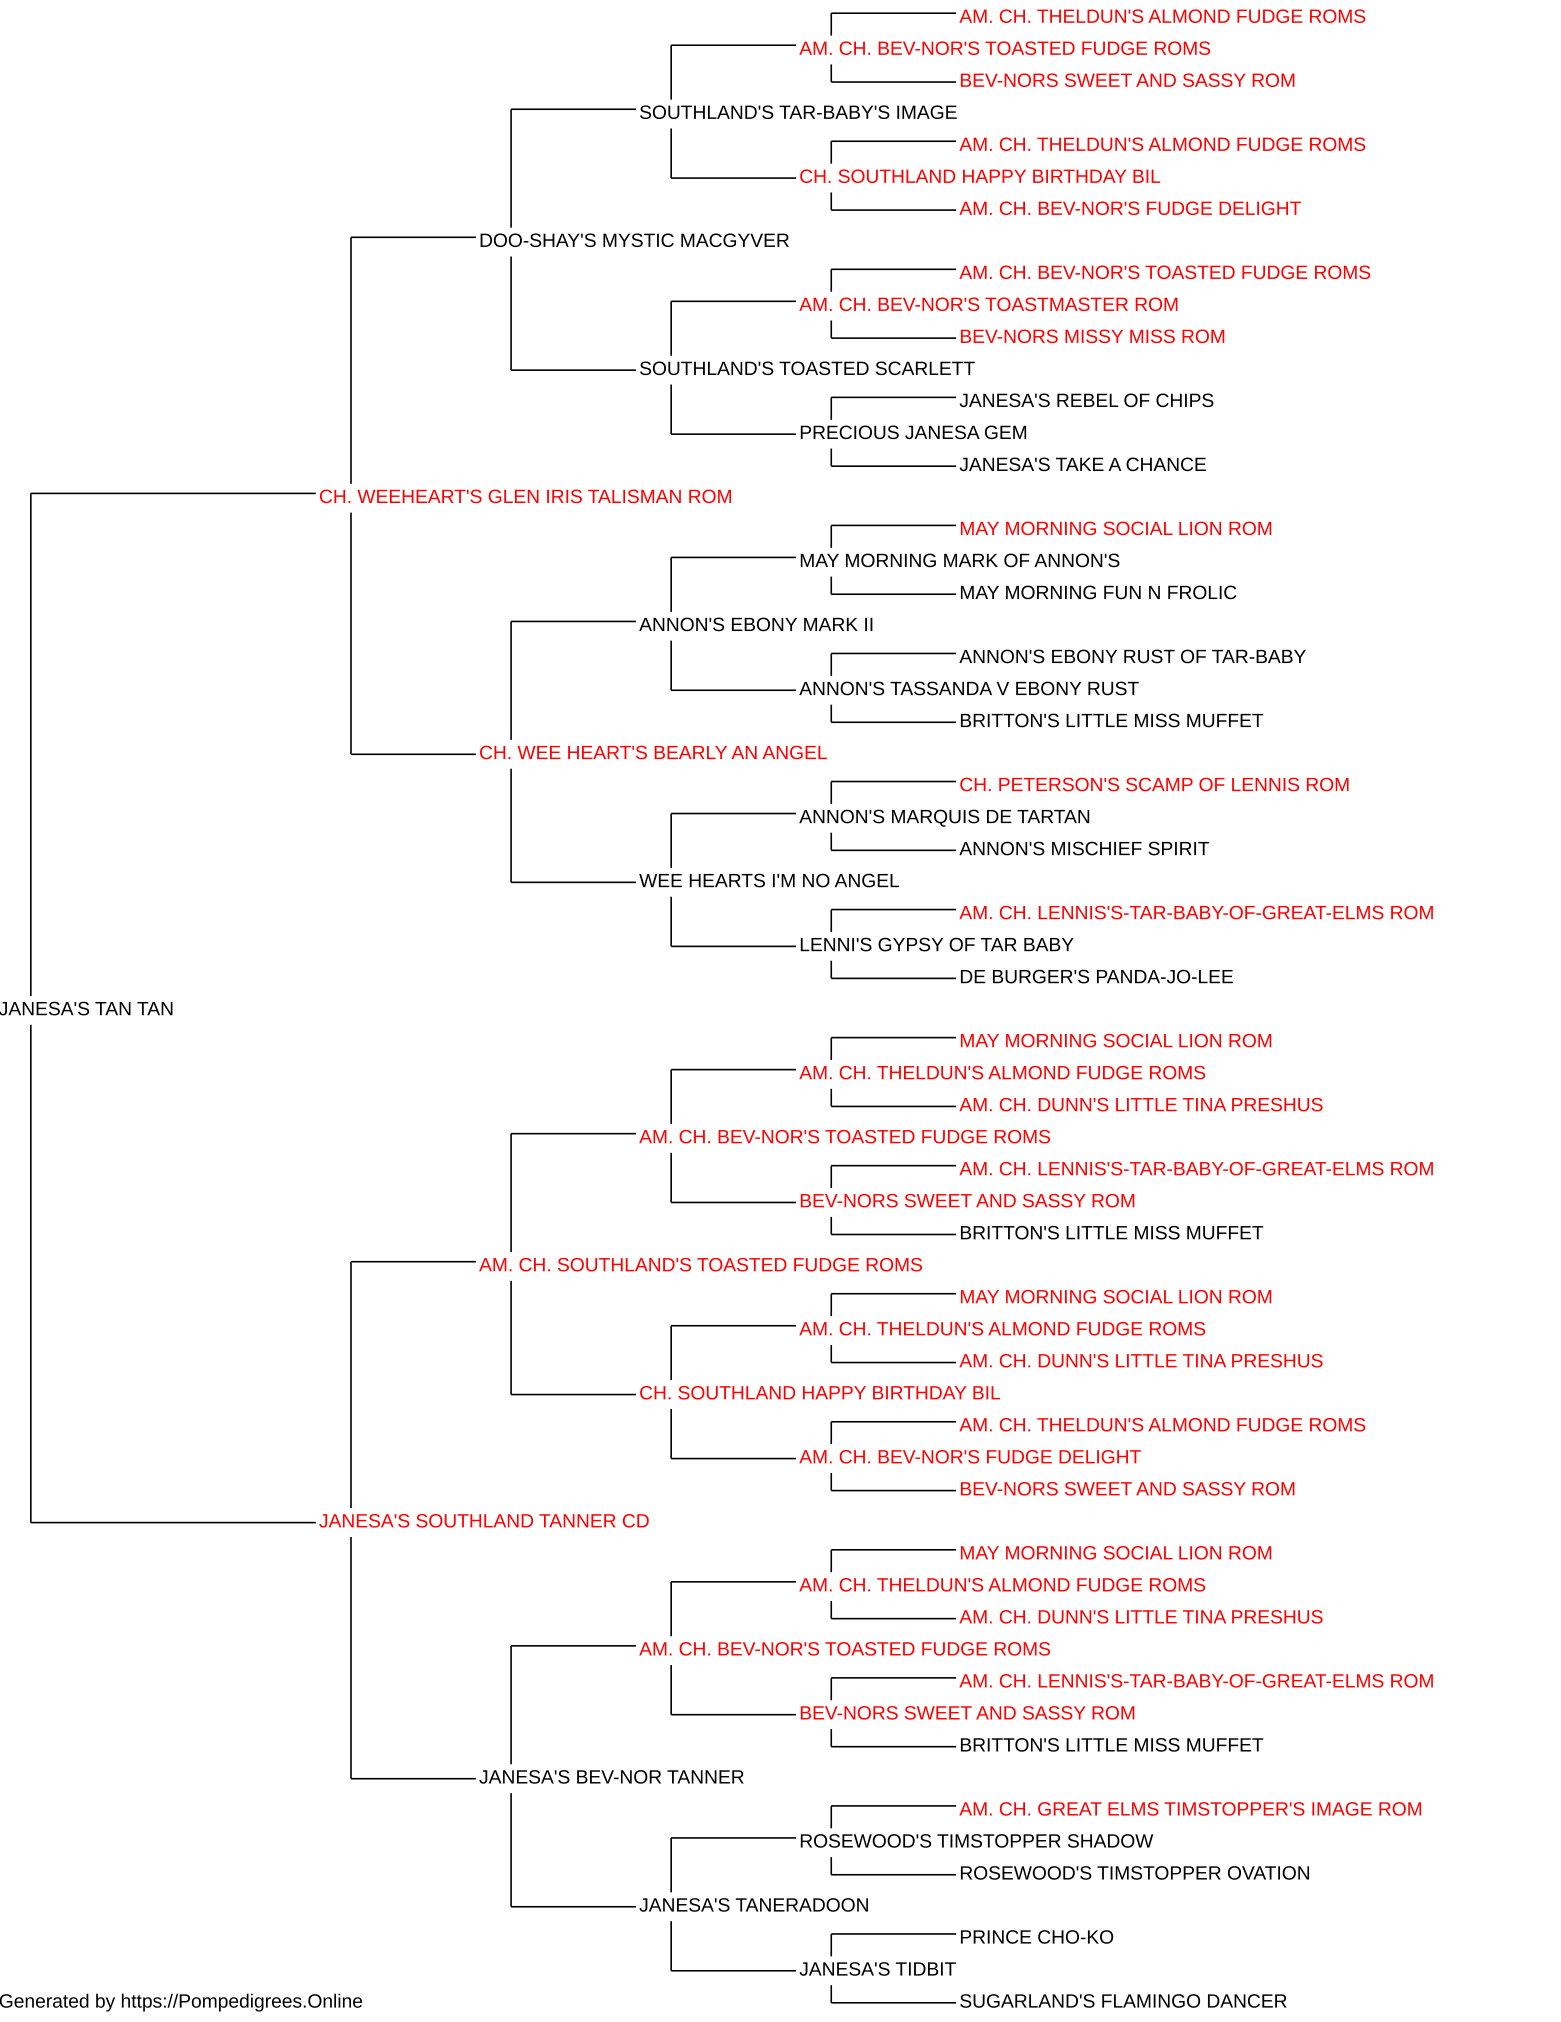 AM. CH. THELDUN'S ALMOND FUDGE ROMS
AM. CH. BEV-NOR'S TOASTED FUDGE ROMS
BEV-NORS SWEET AND SASSY ROM
SOUTHLAND'S TAR-BABY'S IMAGE
AM. CH. THELDUN'S ALMOND FUDGE ROMS
CH. SOUTHLAND HAPPY BIRTHDAY BIL
AM. CH. BEV-NOR'S FUDGE DELIGHT
DOO-SHAY'S MYSTIC MACGYVER
AM. CH. BEV-NOR'S TOASTED FUDGE ROMS
AM. CH. BEV-NOR'S TOASTMASTER ROM
BEV-NORS MISSY MISS ROM
SOUTHLAND'S TOASTED SCARLETT
JANESA'S REBEL OF CHIPS
PRECIOUS JANESA GEM
JANESA'S TAKE A CHANCE
CH. WEEHEART'S GLEN IRIS TALISMAN ROM
MAY MORNING SOCIAL LION ROM
MAY MORNING MARK OF ANNON'S
MAY MORNING FUN N FROLIC
ANNON'S EBONY MARK II
ANNON'S EBONY RUST OF TAR-BABY
ANNON'S TASSANDA V EBONY RUST
BRITTON'S LITTLE MISS MUFFET
CH. WEE HEART'S BEARLY AN ANGEL
CH. PETERSON'S SCAMP OF LENNIS ROM
ANNON'S MARQUIS DE TARTAN
ANNON'S MISCHIEF SPIRIT
WEE HEARTS I'M NO ANGEL
AM. CH. LENNIS'S-TAR-BABY-OF-GREAT-ELMS ROM
LENNI'S GYPSY OF TAR BABY
DE BURGER'S PANDA-JO-LEE
JANESA'S TAN TAN
MAY MORNING SOCIAL LION ROM
AM. CH. THELDUN'S ALMOND FUDGE ROMS
AM. CH. DUNN'S LITTLE TINA PRESHUS
AM. CH. BEV-NOR'S TOASTED FUDGE ROMS
AM. CH. LENNIS'S-TAR-BABY-OF-GREAT-ELMS ROM
BEV-NORS SWEET AND SASSY ROM
BRITTON'S LITTLE MISS MUFFET
AM. CH. SOUTHLAND'S TOASTED FUDGE ROMS
MAY MORNING SOCIAL LION ROM
AM. CH. THELDUN'S ALMOND FUDGE ROMS
AM. CH. DUNN'S LITTLE TINA PRESHUS
CH. SOUTHLAND HAPPY BIRTHDAY BIL
AM. CH. THELDUN'S ALMOND FUDGE ROMS
AM. CH. BEV-NOR'S FUDGE DELIGHT
BEV-NORS SWEET AND SASSY ROM
JANESA'S SOUTHLAND TANNER CD
MAY MORNING SOCIAL LION ROM
AM. CH. THELDUN'S ALMOND FUDGE ROMS
AM. CH. DUNN'S LITTLE TINA PRESHUS
AM. CH. BEV-NOR'S TOASTED FUDGE ROMS
AM. CH. LENNIS'S-TAR-BABY-OF-GREAT-ELMS ROM
BEV-NORS SWEET AND SASSY ROM
BRITTON'S LITTLE MISS MUFFET
JANESA'S BEV-NOR TANNER
AM. CH. GREAT ELMS TIMSTOPPER'S IMAGE ROM
ROSEWOOD'S TIMSTOPPER SHADOW
ROSEWOOD'S TIMSTOPPER OVATION
JANESA'S TANERADOON
PRINCE CHO-KO
JANESA'S TIDBIT
SUGARLAND'S FLAMINGO DANCER
Generated by https://Pompedigrees.Online